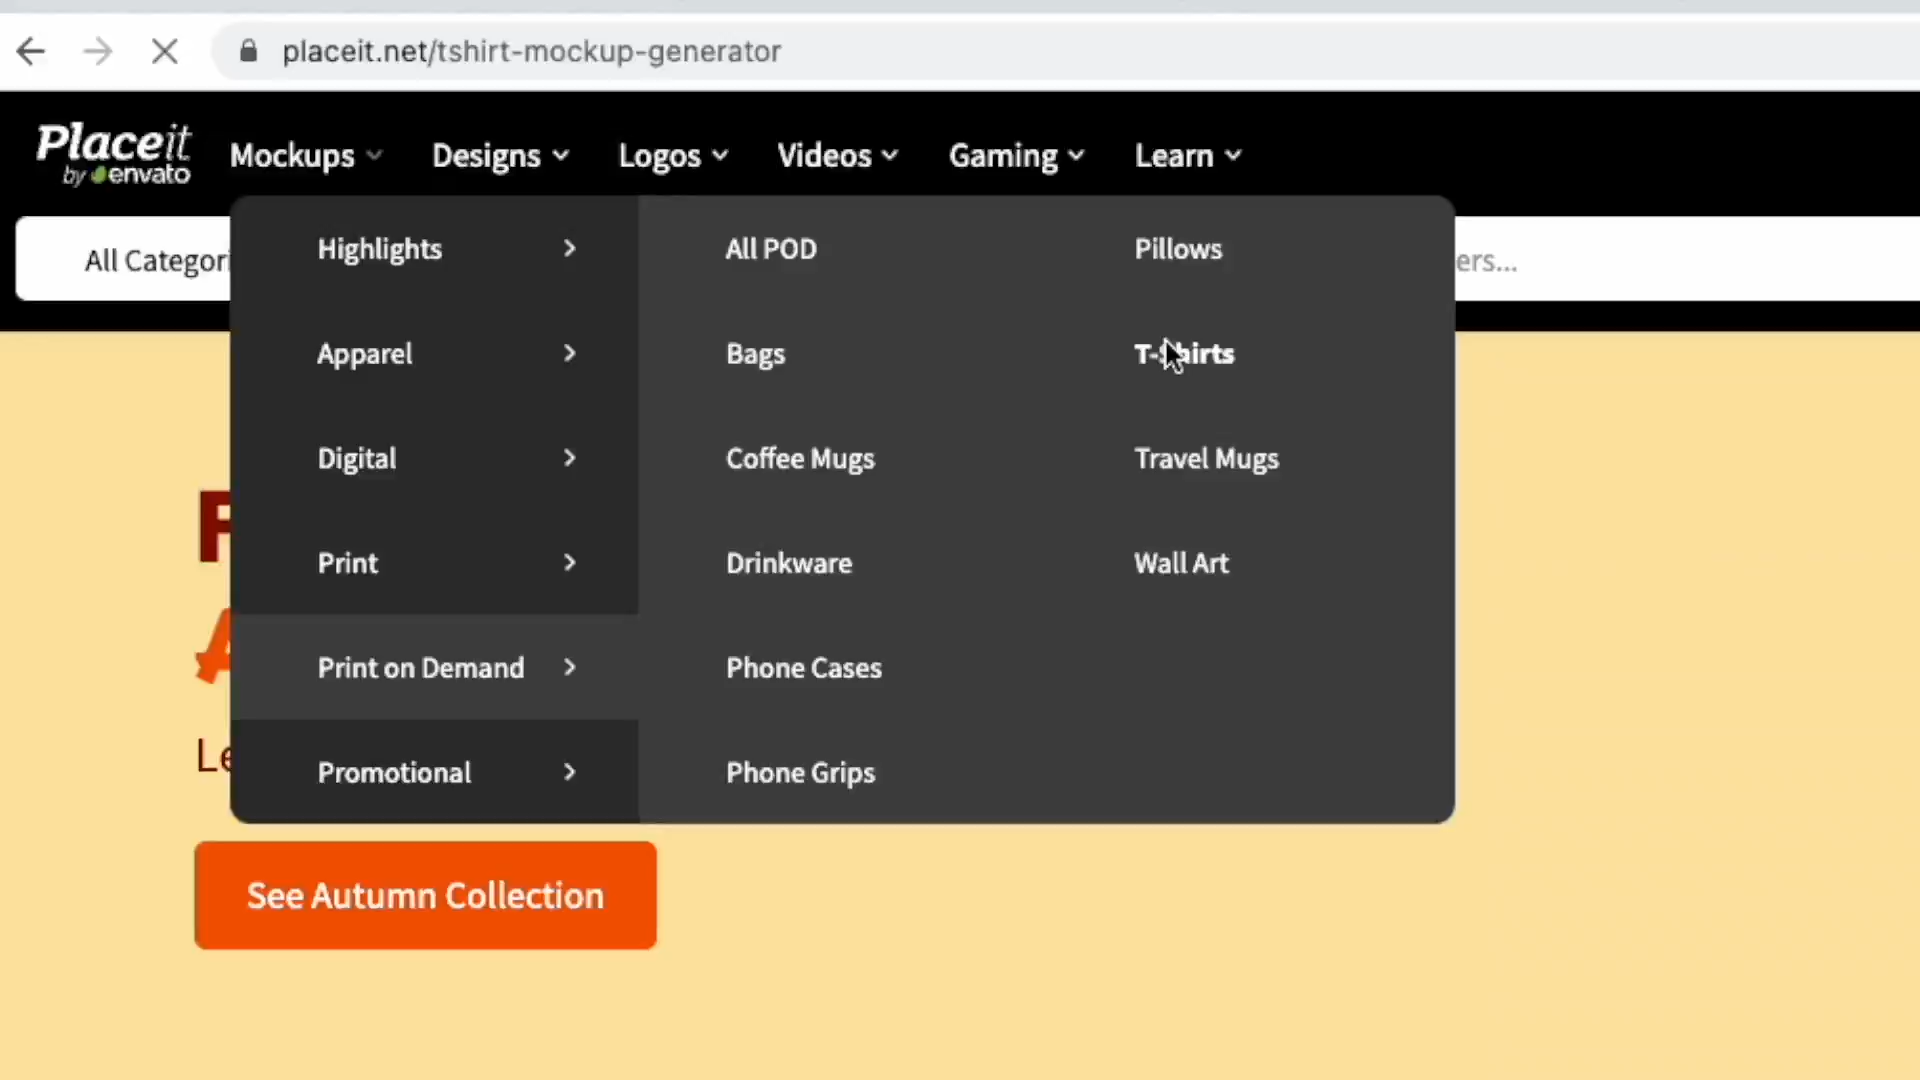 placeit.net/tshirt-mockup-generator
Placeit
by envato
Mockups
Designs
Logos
Videos
Gaming
Learn
All Categori
ers...
Highlights
Apparel
Digital
Print
Print on Demand
Promotional
All POD
Bags
Coffee Mugs
Drinkware
Phone Cases
Phone Grips
Pillows
T-Shirts
Travel Mugs
Wall Art
F
A
Le
See Autumn Collection